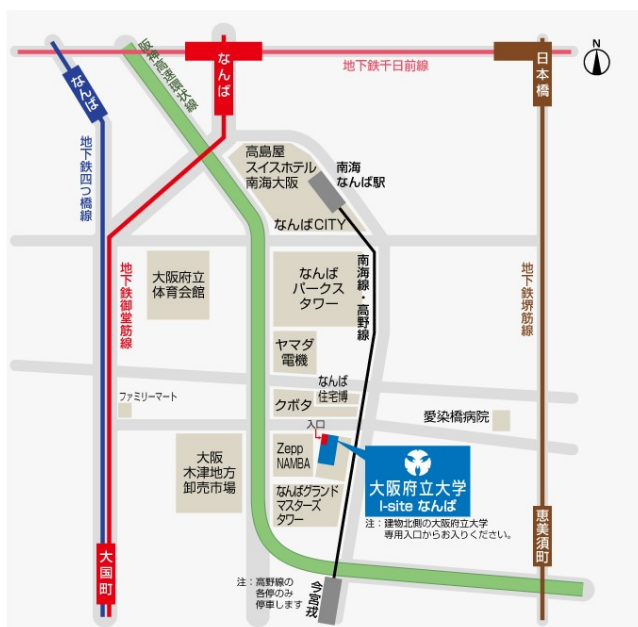 N
地下鉄千日前線
なんば
なんば
日本橋
阪神高速環状線
地下鉄四つ橋線
高島屋
スイスホテル
南海大阪
南海
なんば駅
なんばCITY
地下鉄御堂筋線
大阪府立
体育会館
なんば
パークス
タワー
南海線・高野線
地下鉄堺筋線
ヤマダ
電機
なんば
住宅博
ファミリーマート
クボタ
入口
愛染橋病院
大阪
木津地方
卸売市場
Zepp
NAMBA
大阪府立大学
I-site なんば
なんばグランド
マスターズ
タワー
注：建物北側の大阪府立大学
専用入口からお入りください。
大国町
注：高野線の
各停のみ
停車します
今宮戎
恵美須町